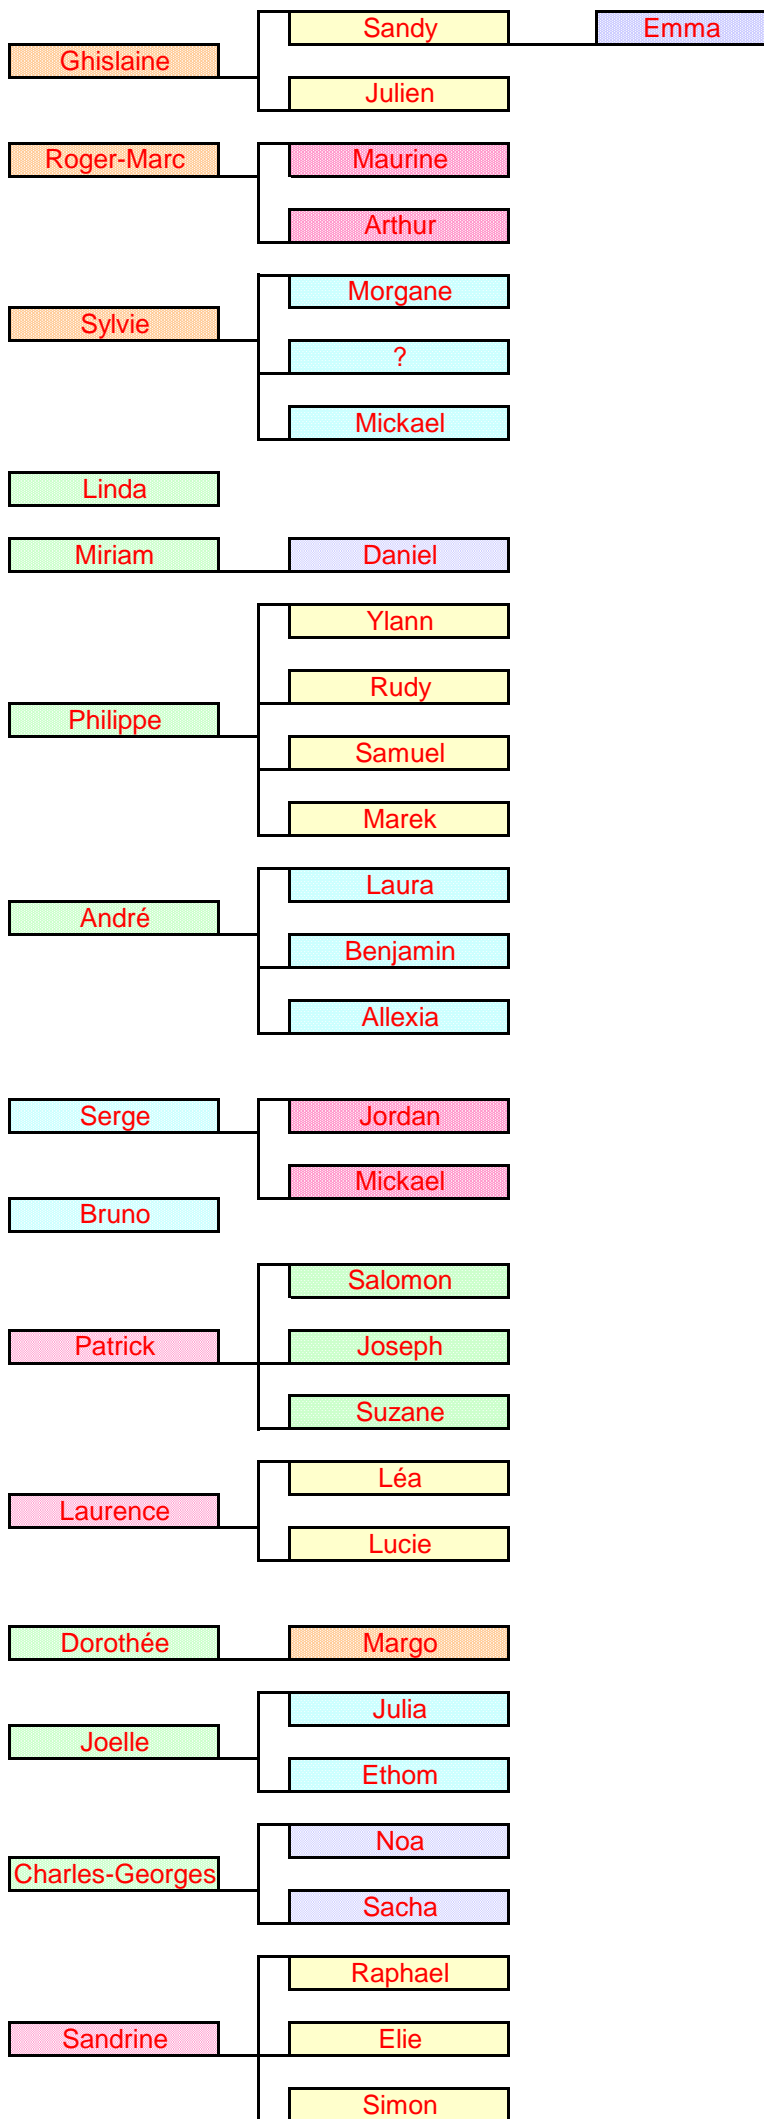 Sandy
Emma
Ghislaine
Julien
Roger-Marc
Maurine
Arthur
Morgane
Sylvie
?
Mickael
Linda
Miriam
Daniel
Ylann
Rudy
Philippe
Samuel
Marek
Laura
André
Benjamin
Allexia
Serge
Jordan
Mickael
Bruno
Salomon
Patrick
Joseph
Suzane
Léa
Laurence
Lucie
Dorothée
Margo
Julia
Joelle
Ethom
Noa
Charles-Georges
Sacha
Raphael
Sandrine
Elie
Simon